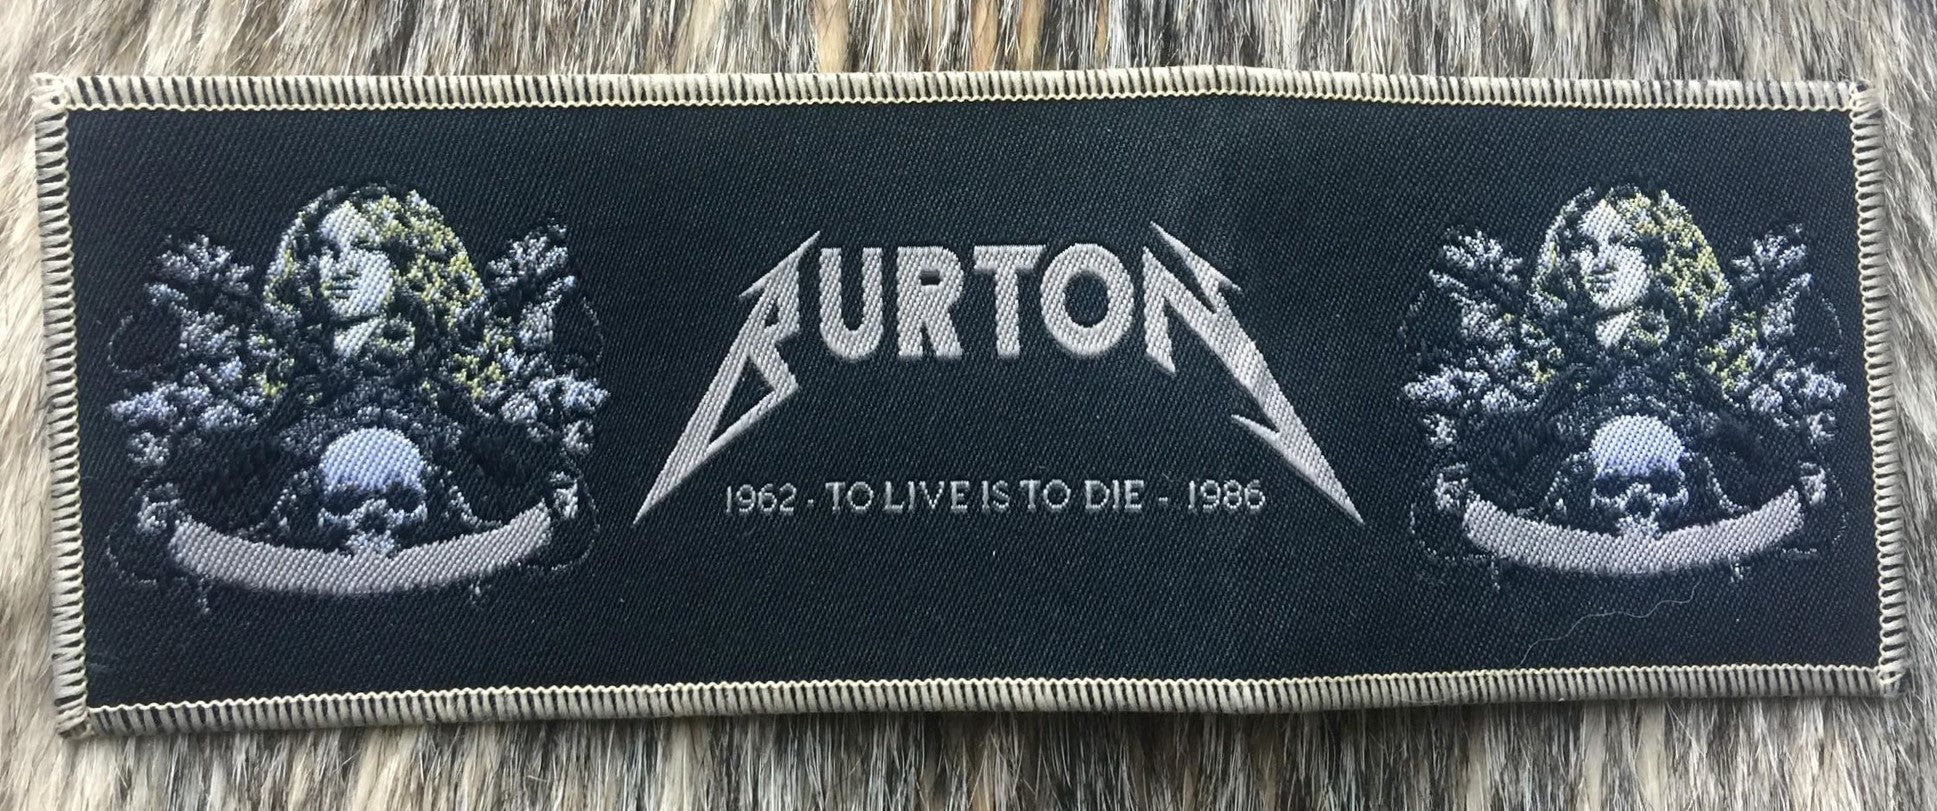 BURTON
1962 - TO LIVE IS TO DIE - 1986